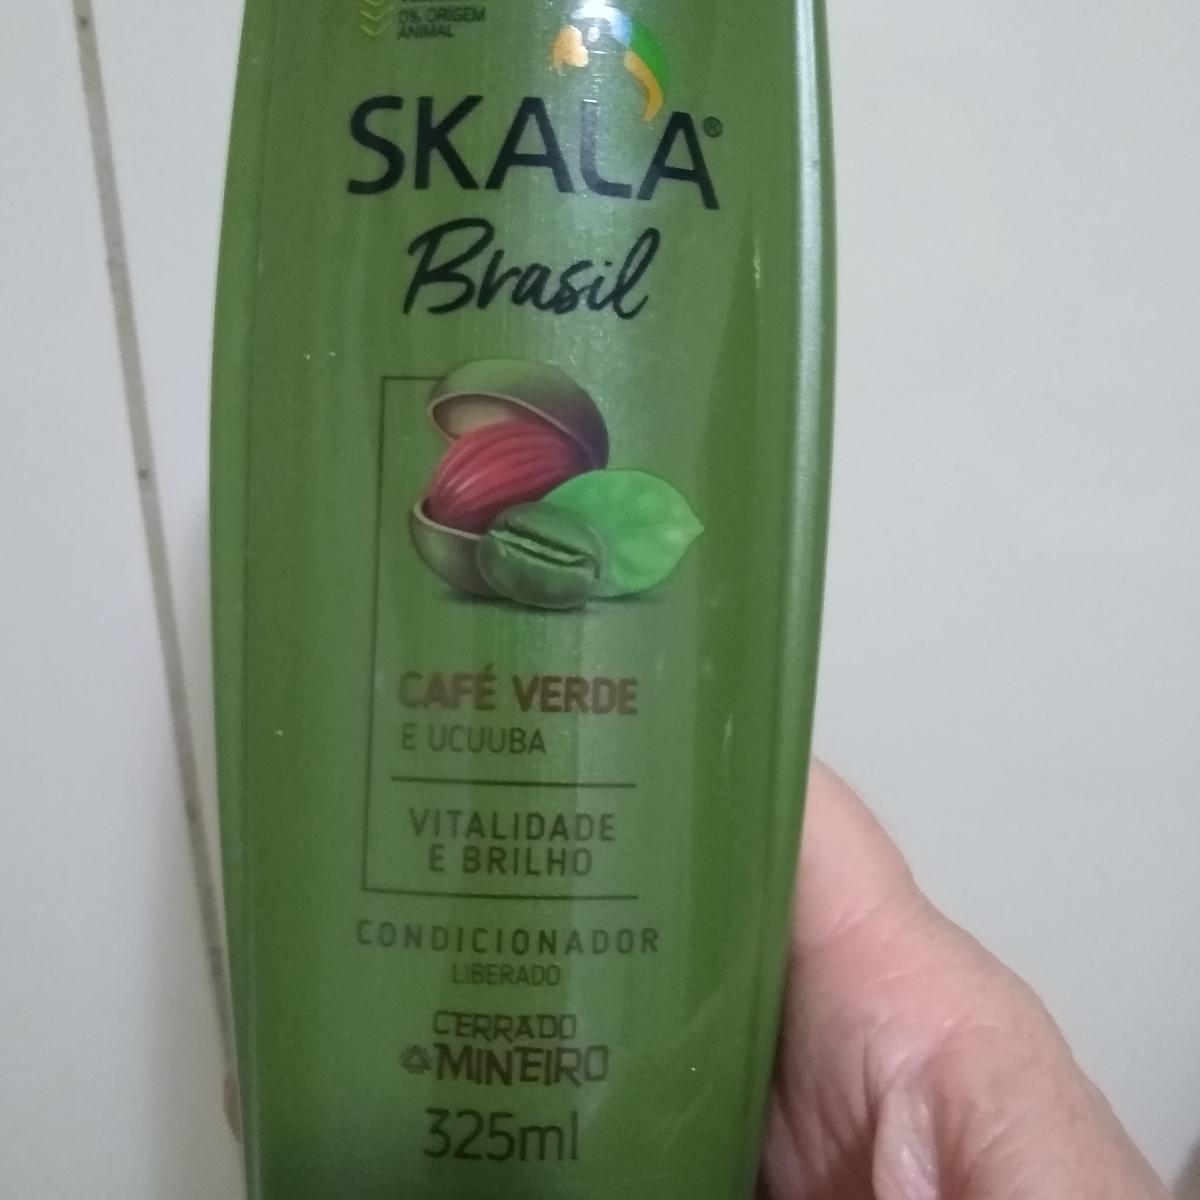 0% ORIGEM
ANIMAL
SKALA®
Brasil
CAFÉ VERDE
E UCUUBA
VITALIDADE
E BRILHO
CONDICIONADOR
LIBERADO
CERRADO
MINEIRO
325ml